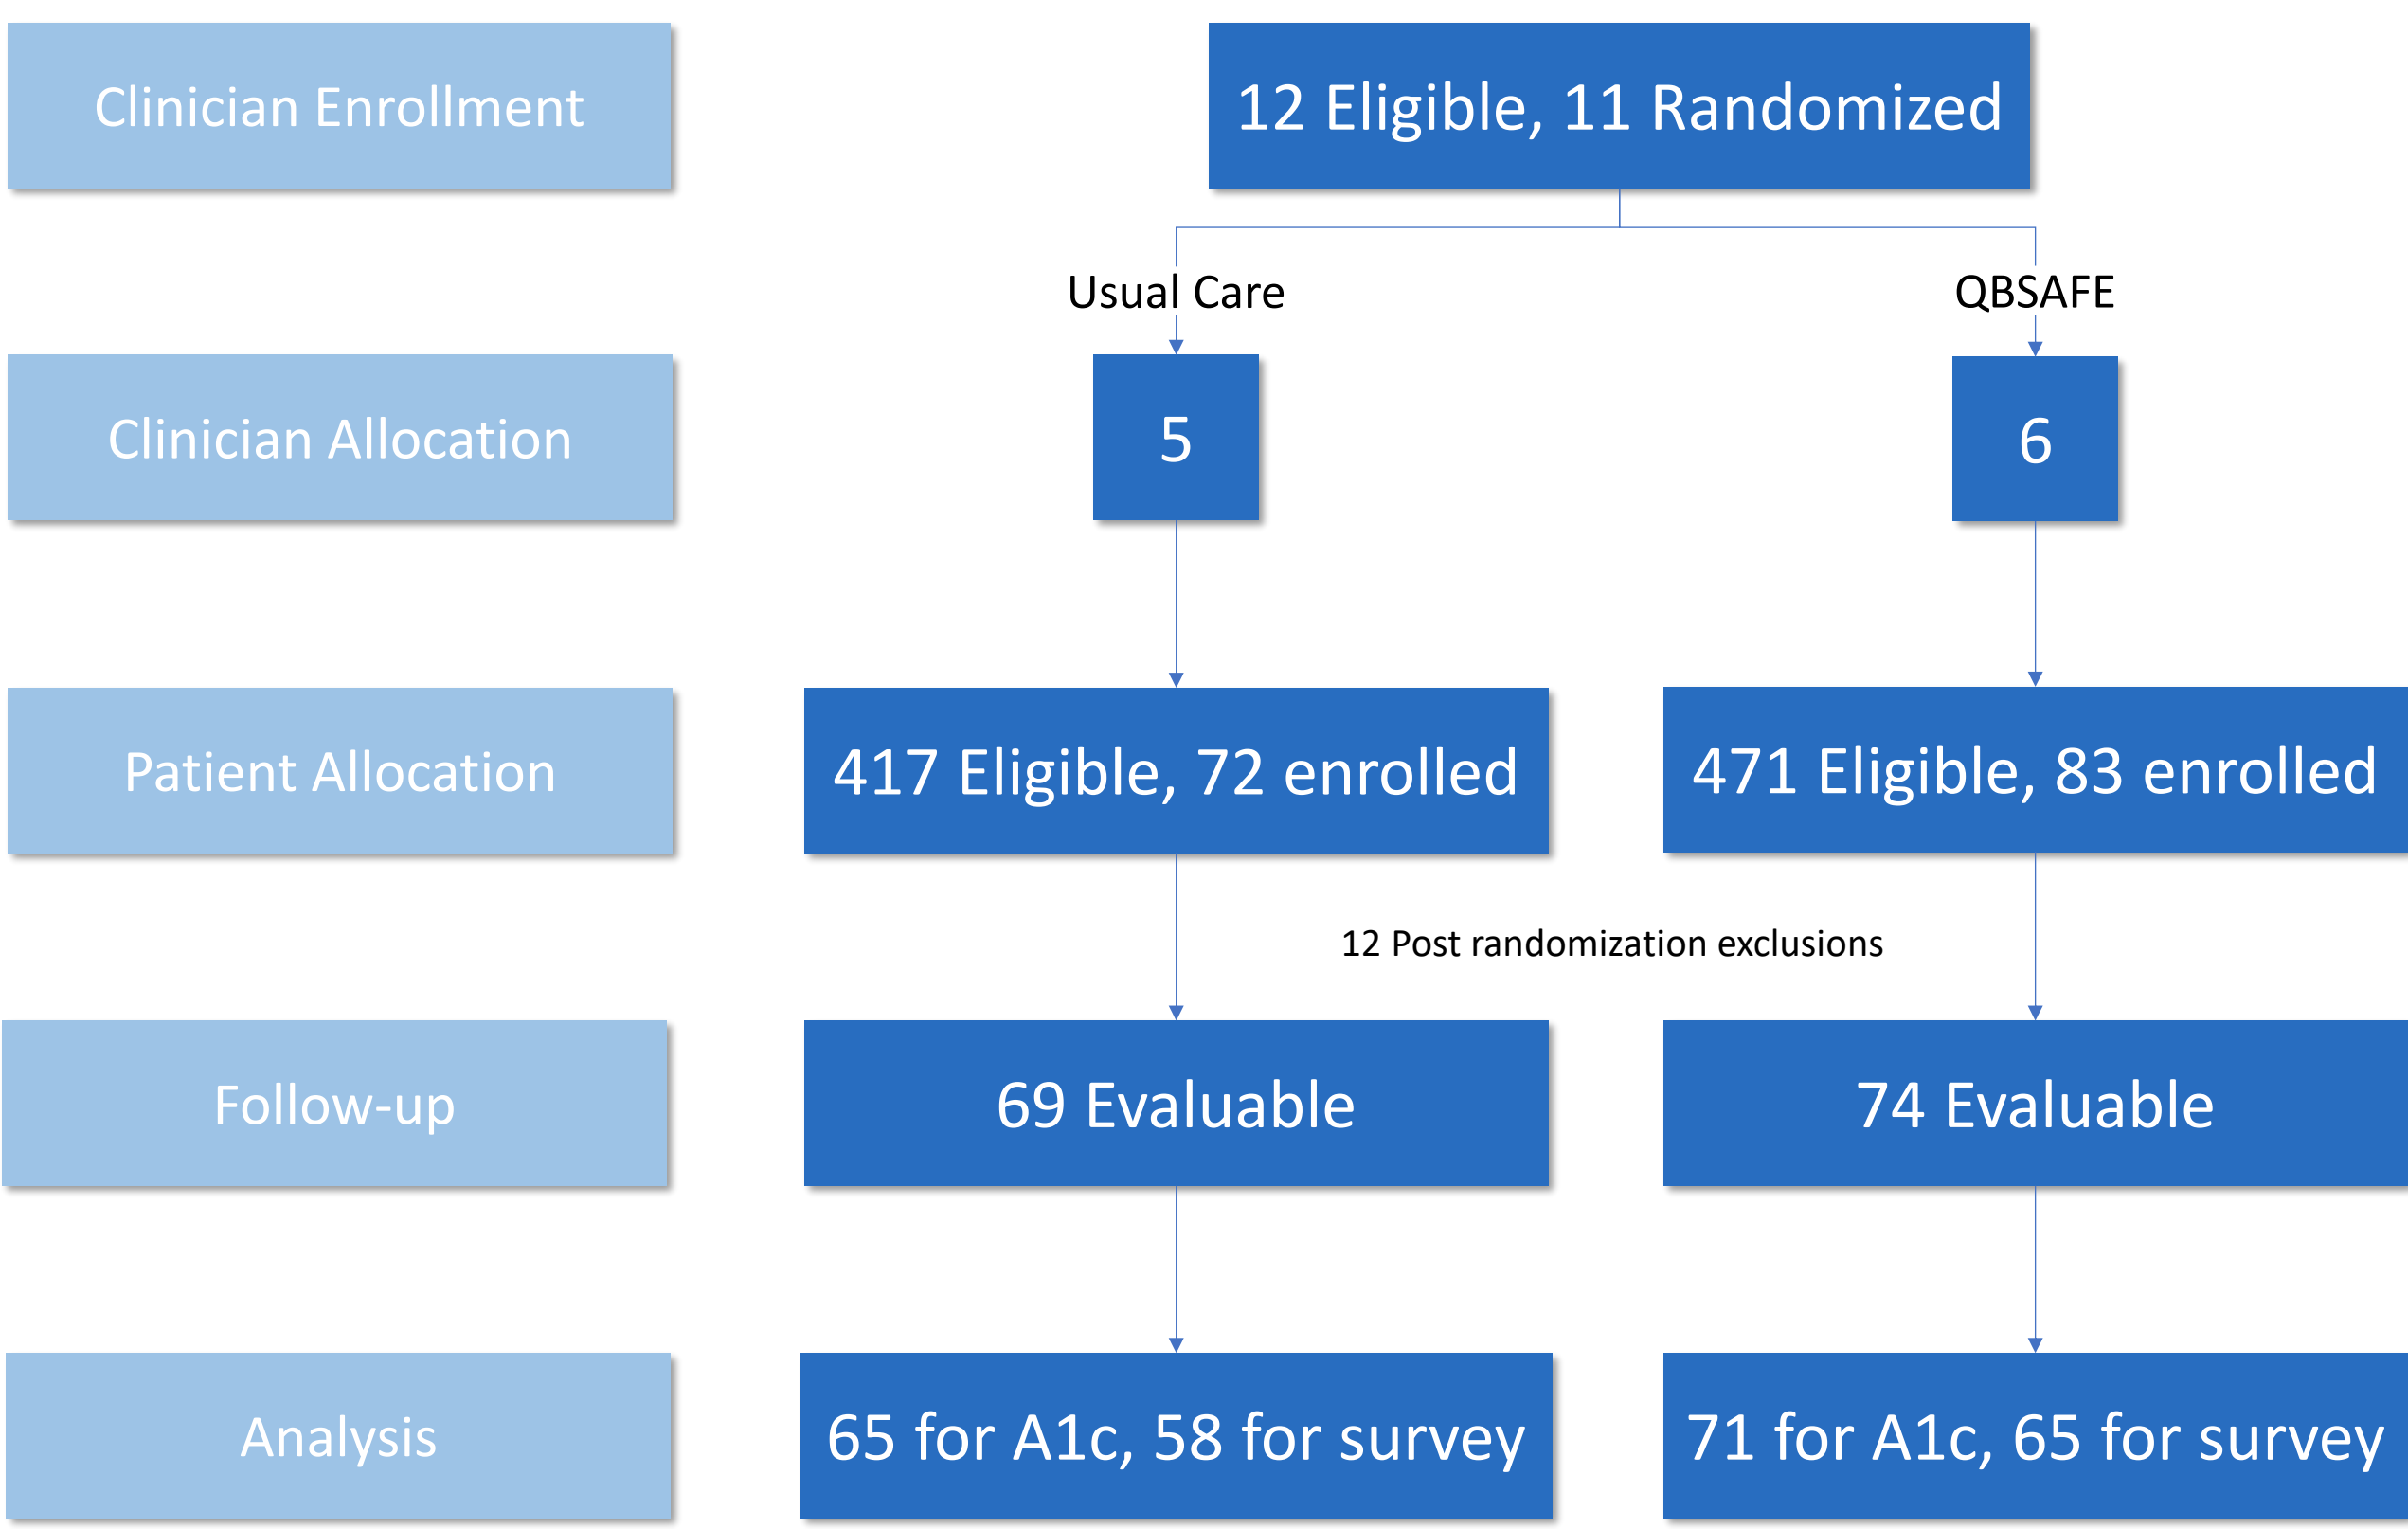 Clinician Enrollment
12 Eligible, 11 Randomized
Usual Care
QBSAFE
Clinician Allocation
5
6
Patient Allocation
417 Eligible, 72 enrolled
471 Eligible, 83 enrolled
12 Post randomization exclusions
Follow-up
69 Evaluable
74 Evaluable
Analysis
65 for A1c, 58 for survey
71 for A1c, 65 for survey